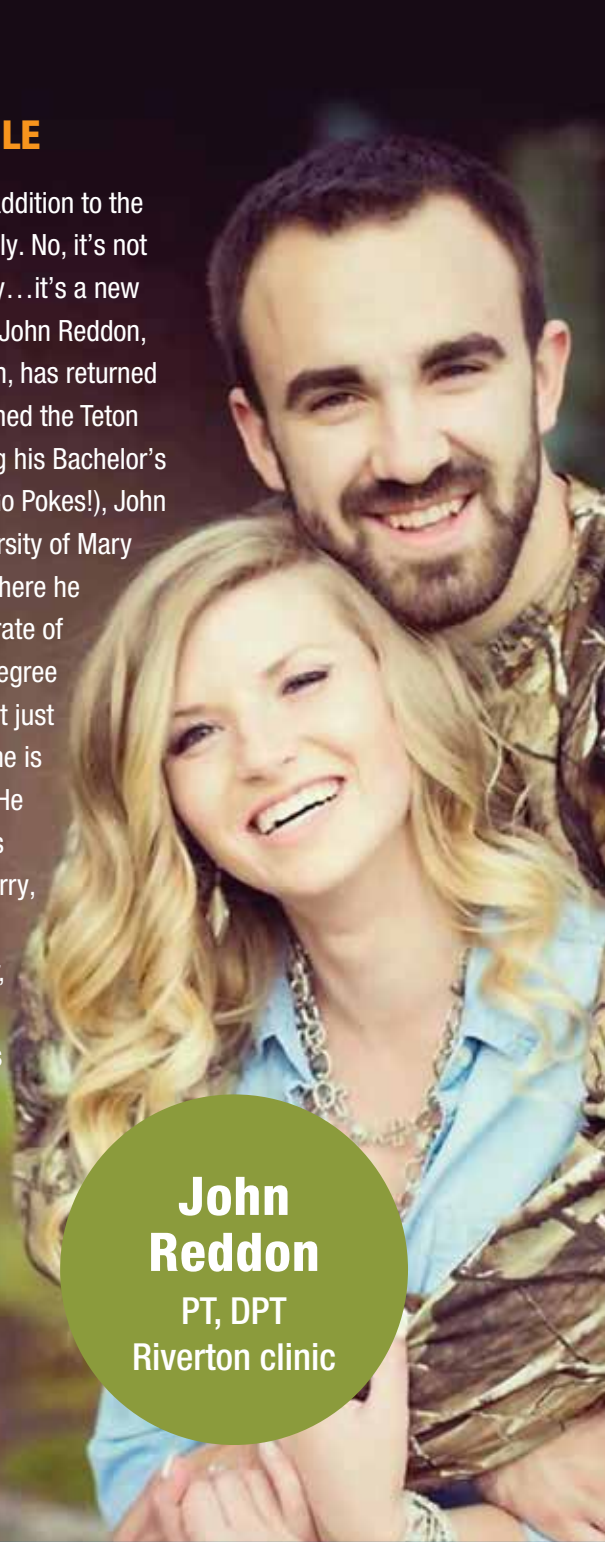 LE
addition to the
ly. No, it’s not
y…it’s a new
John Reddon,
n, has returned
ned the Teton
g his Bachelor’s
o Pokes!), John
rsity of Mary
here he
rate of
egree
t just
he is
He
s
rry,
,
s
John
Reddon
PT, DPT
Riverton clinic